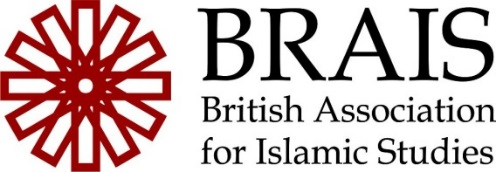 BRAIS
British Association
for Islamic Studies